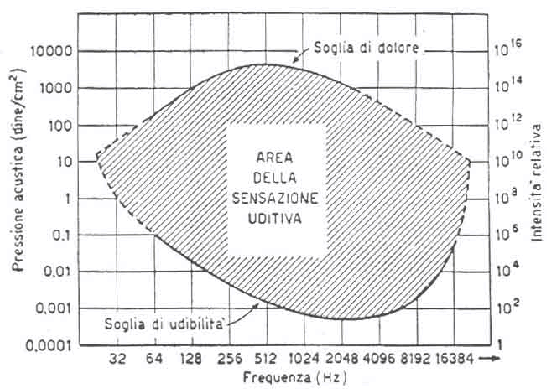 Soglia di dolore
Pressione acustica (dine/cm²)
10000
1000
100
10
1
0.1
0.01
0.001
0,0001
AREA
DELLA
SENSAZIONE
UDITIVA
Soglia di udibilità
10¹⁶
10¹⁴
10¹²
10¹⁰
10⁸
10⁶
10⁴
10²
1
Intensità relativa
32 64 128 256 512 1024 2048 4096 8192 16384
Frequenza (Hz)